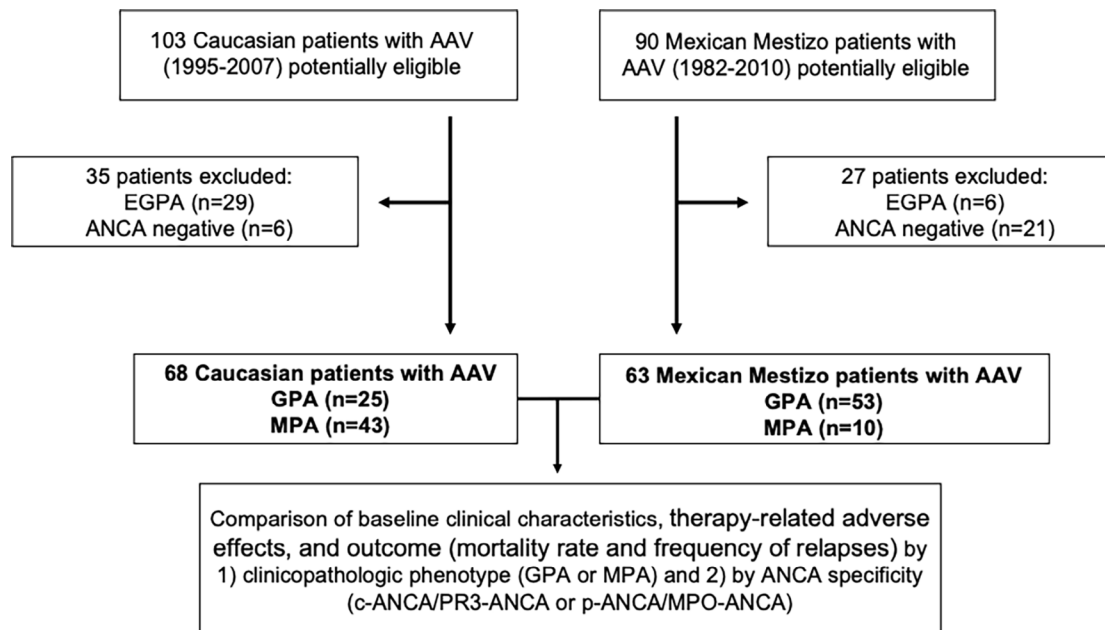 103 Caucasian patients with AAV
(1995-2007) potentially eligible
90 Mexican Mestizo patients with
AAV (1982-2010) potentially eligible
35 patients excluded:
EGPA (n=29)
ANCA negative (n=6)
27 patients excluded:
EGPA (n=6)
ANCA negative (n=21)
68 Caucasian patients with AAV
GPA (n=25)
MPA (n=43)
63 Mexican Mestizo patients with AAV
GPA (n=53)
MPA (n=10)
Comparison of baseline clinical characteristics, therapy-related adverse
effects, and outcome (mortality rate and frequency of relapses) by
1) clinicopathologic phenotype (GPA or MPA) and 2) by ANCA specificity
(c-ANCA/PR3-ANCA or p-ANCA/MPO-ANCA)